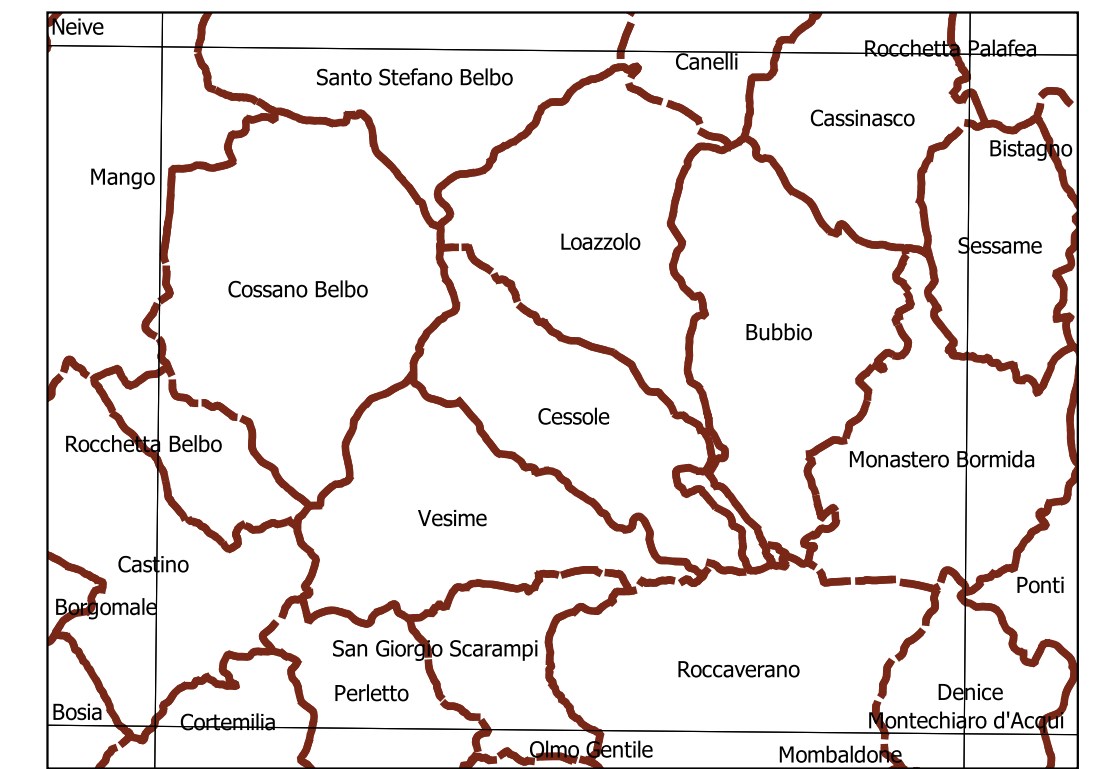 Neive
Rocchetta Palafea
Canelli
Santo Stefano Belbo
Cassinasco
Bistagno
Mango
Loazzolo
Sessame
Cossano Belbo
Bubbio
Cessole
Rocchetta Belbo
Monastero Bormida
Vesime
Castino
Ponti
Borgomale
San Giorgio Scarampi
Roccaverano
Perletto
Denice
Bosia
Cortemilia
Montechiaro d'Acqui
Olmo Gentile
Mombaldone